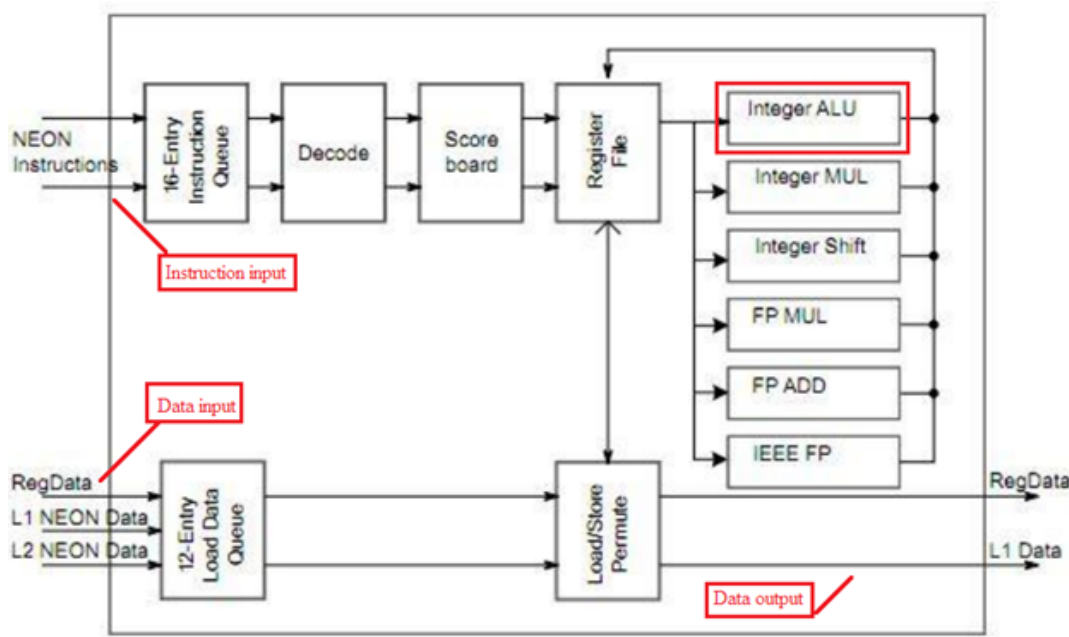 NEON
Instructions
16-Entry
Instruction
Queue
Decode
Score
board
Register
File
Integer ALU
Integer MUL
Integer Shift
FP MUL
FP ADD
IEEE FP
Instruction input
Data input
RegData
L1 NEON Data
L2 NEON Data
12-Entry
Load Data
Queue
Load/Store
Permute
RegData
L1 Data
Data output